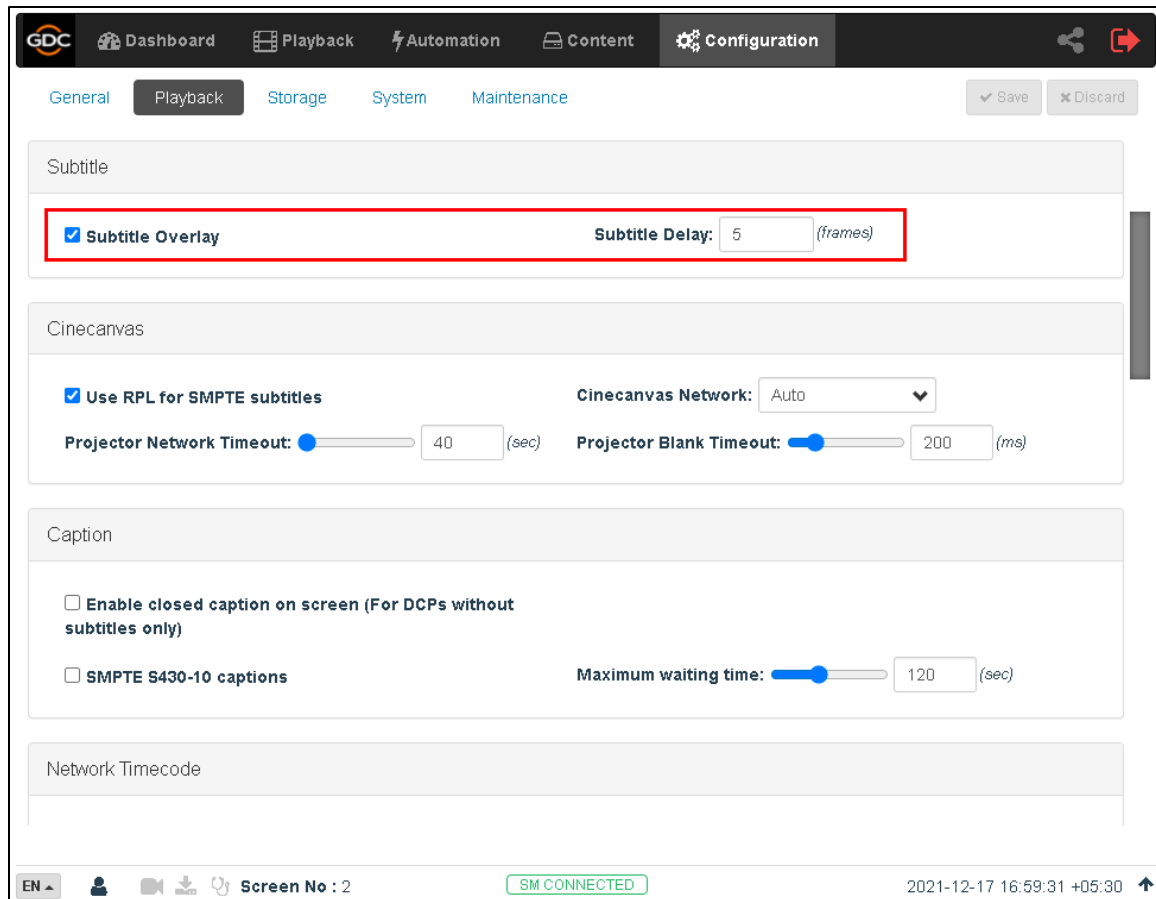 GDC Dashboard Playback Automation Content Configuration
General Playback Storage System Maintenance Save Discard
Subtitle
Subtitle Overlay Subtitle Delay: 5 (frames)
Cinecanvas
Use RPL for SMPTE subtitles Cinecanvas Network: Auto
Projector Network Timeout: 40 (sec) Projector Blank Timeout: 200 (ms)
Caption
Enable closed caption on screen (For DCPs without
subtitles only)
SMPTE S430-10 captions Maximum waiting time: 120 (sec)
Network Timecode
EN Screen No : 2 SM CONNECTED 2021-12-17 16:59:31 +05:30